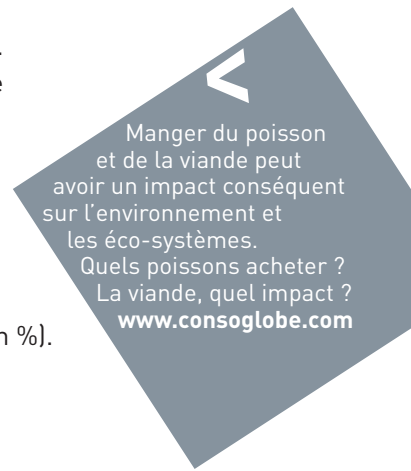 Manger du poisson
et de la viande peut
avoir un impact conséquent
sur l'environnement et
les éco-systèmes.
Quels poissons acheter ?
La viande, quel impact ?
www.consoglobe.com
%).